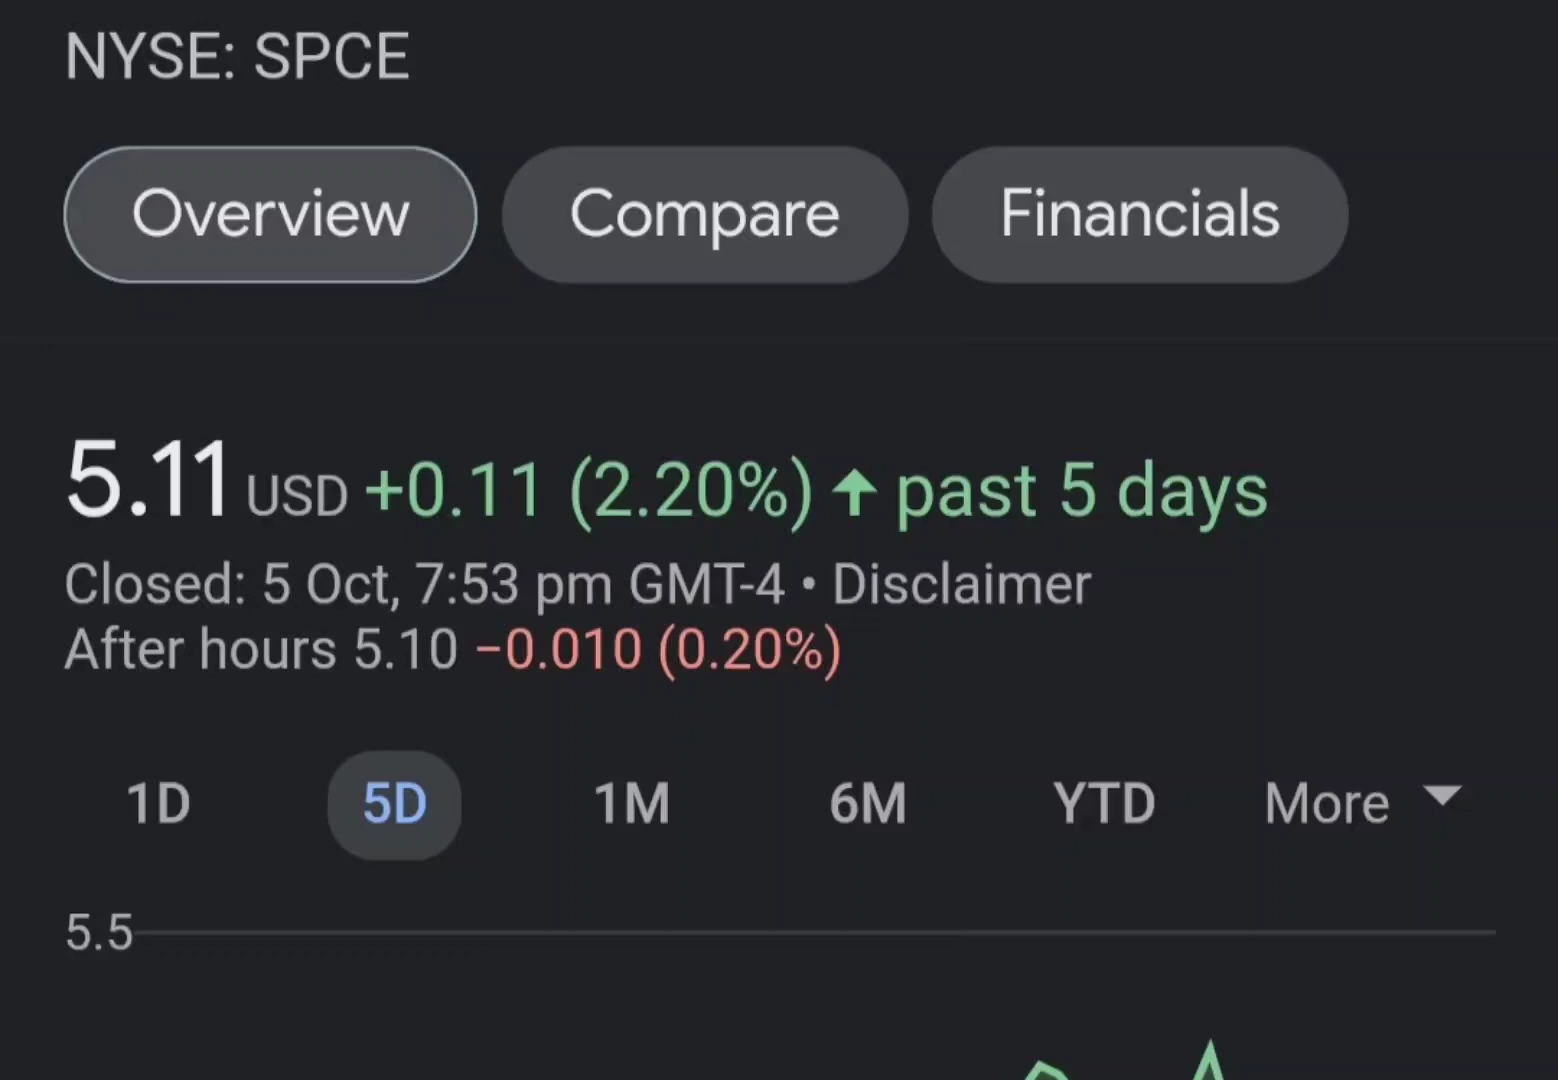 NYSE: SPCE
Overview Compare Financials
5.11 USD +0.11 (2.20%) ↑ past 5 days
Closed: 5 Oct, 7:53 pm GMT-4 • Disclaimer
After hours 5.10 −0.010 (0.20%)
1D 5D 1M 6M YTD More
5.5